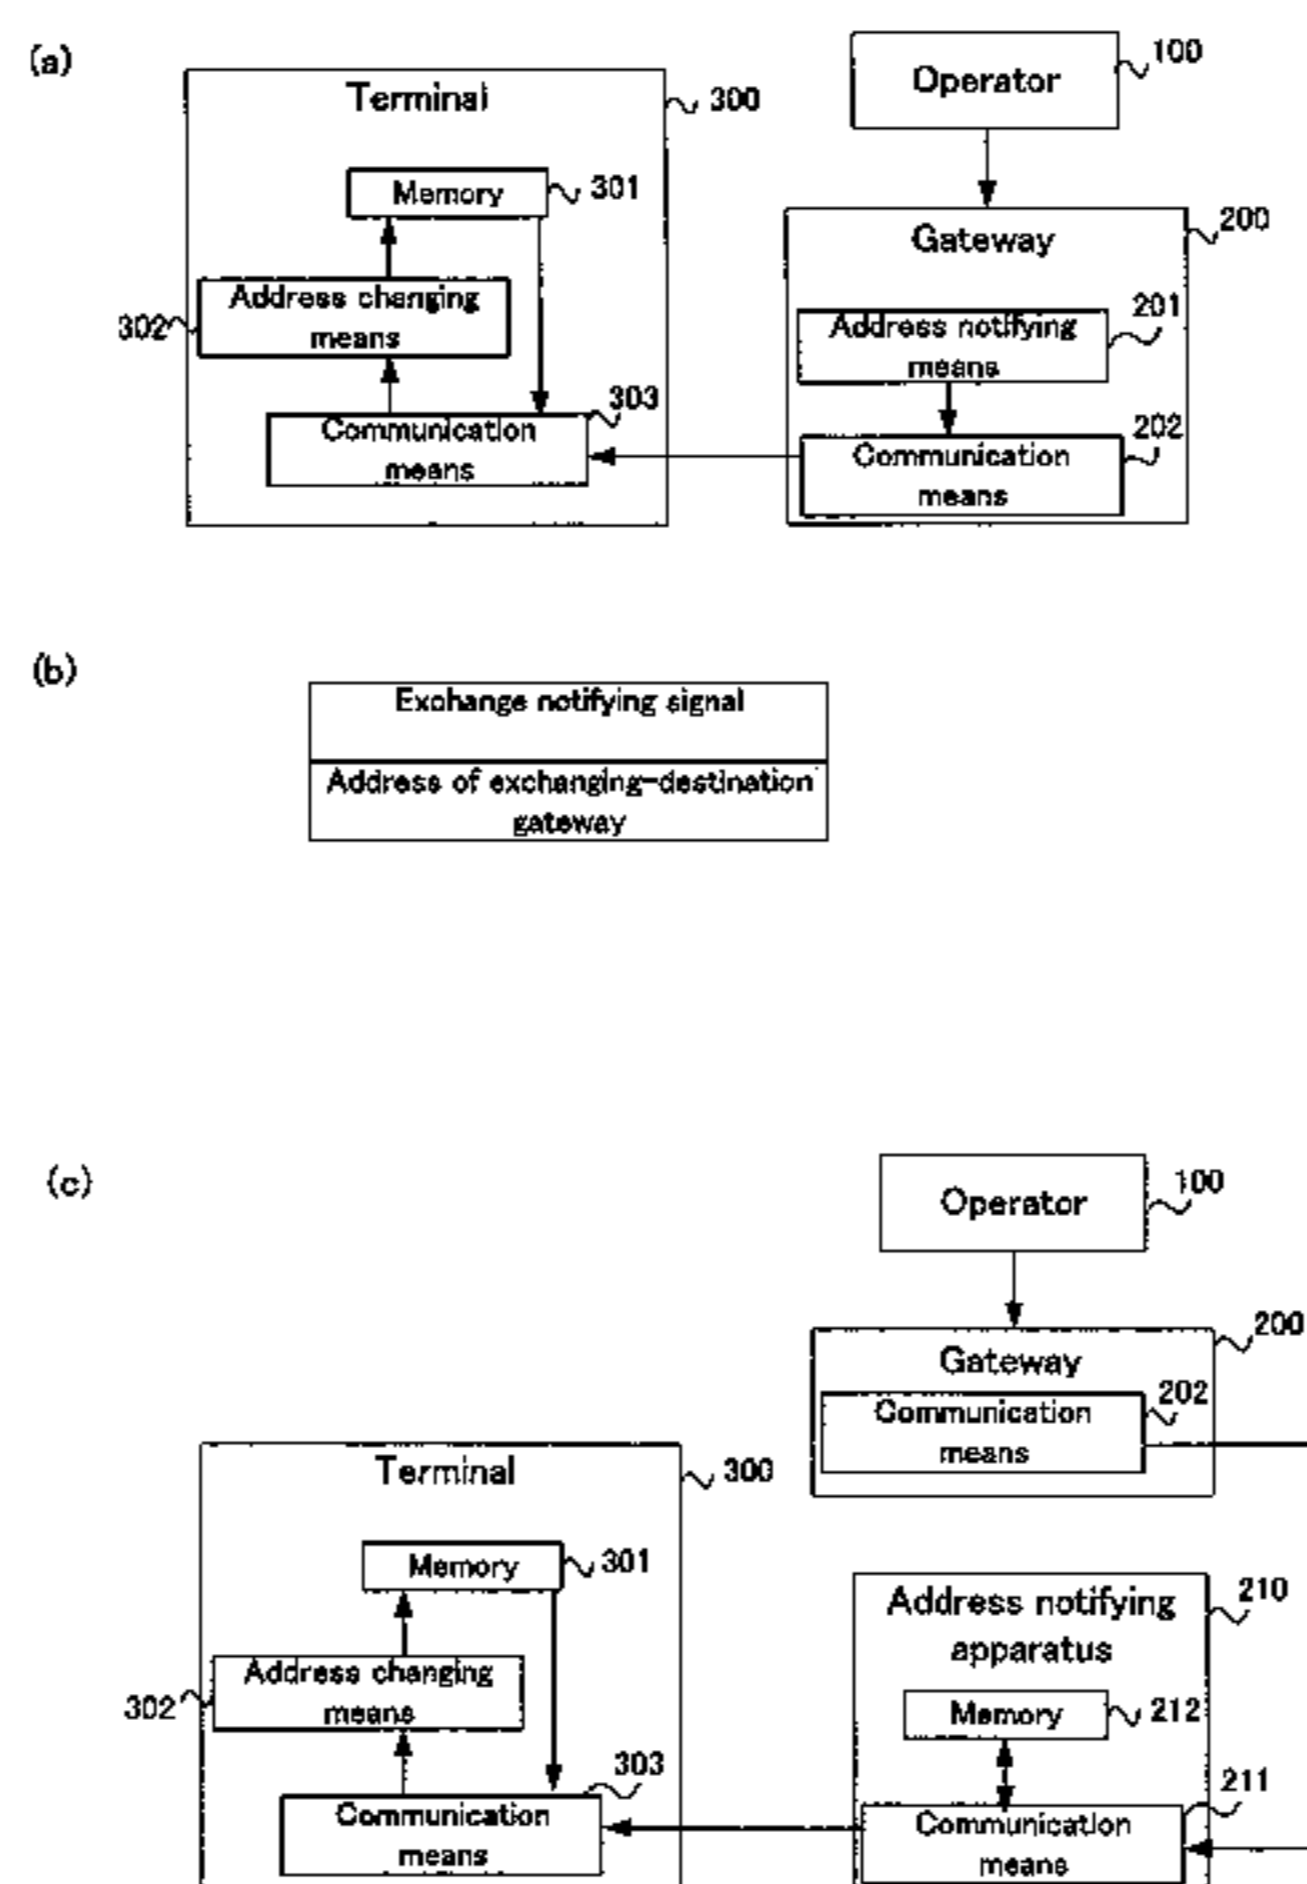 (a)
Operator
100
Terminal
300
Memory
301
Gateway
200
Address changing
means
302
Address notifying
means
201
303
Communication
means
Communication
means
202
(b)
Exchange notifying signal
Address of exchanging-destination
gateway
(c)
Operator
100
Gateway
200
Communication
means
202
Terminal
300
Memory
301
Address changing
means
302
303
Communication
means
Address notifying
apparatus
210
Memory
212
Communication
means
211